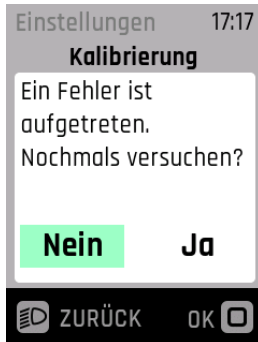 Einstellungen 17:17
Kalibrierung
Ein Fehler ist
aufgetreten.
Nochmals versuchen?
Nein Ja
ZURÜCK OK